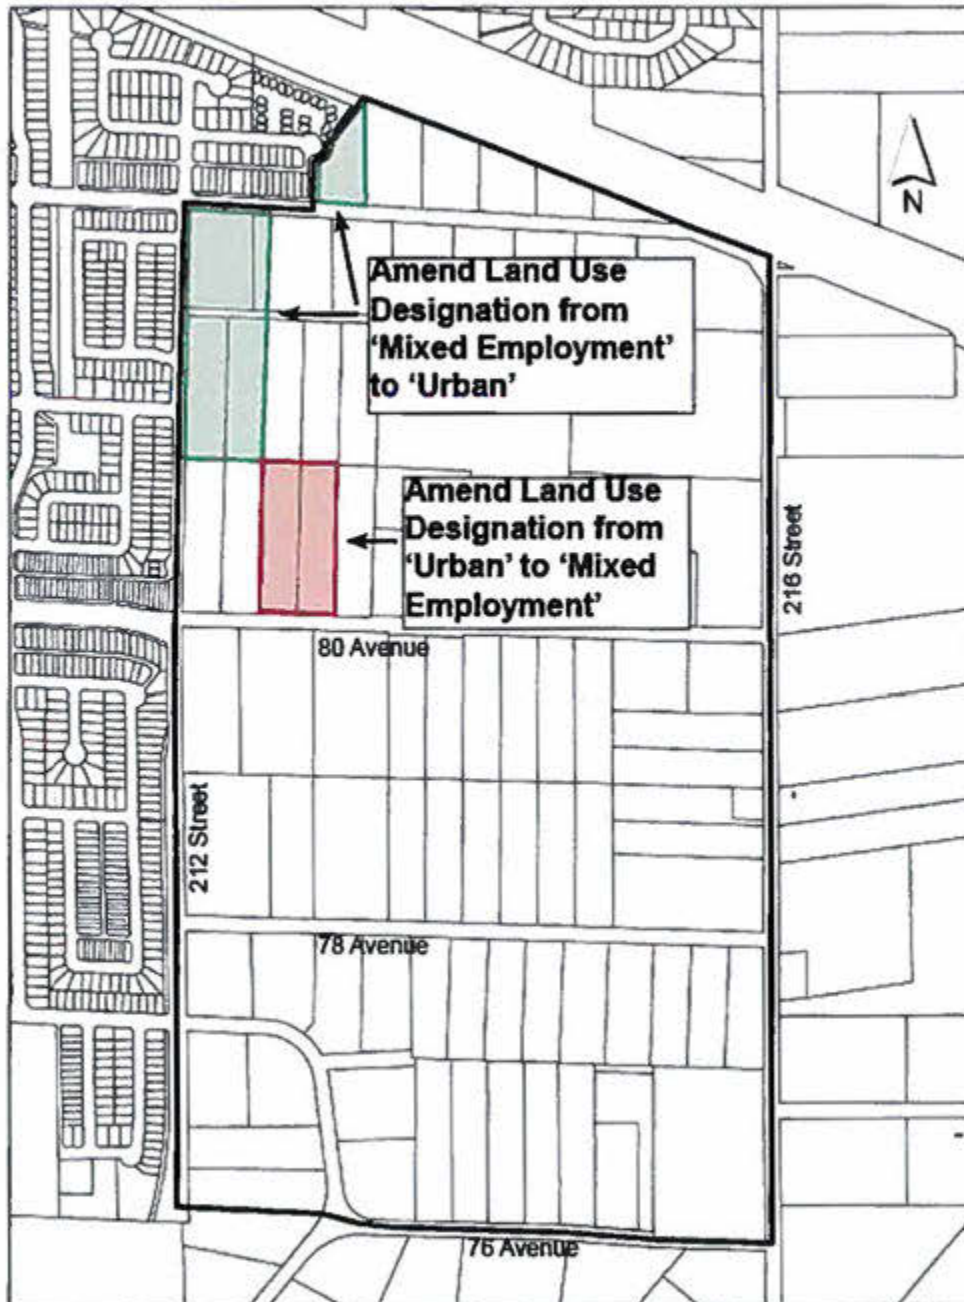 N
Amend Land Use
Designation from
‘Mixed Employment’
to ‘Urban’
Amend Land Use
Designation from
‘Urban’ to ‘Mixed
Employment’
216 Street
80 Avenue
212 Street
78 Avenue
76 Avenue